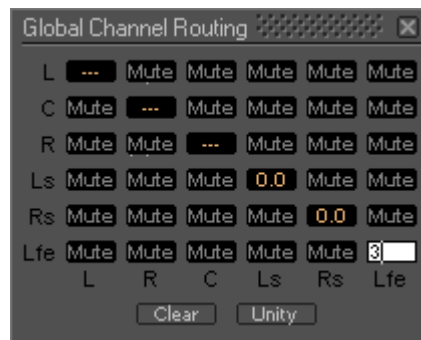 Global Channel Routing
L --- Mute Mute Mute Mute Mute
C Mute --- Mute Mute Mute Mute
R Mute Mute --- Mute Mute Mute
Ls Mute Mute Mute 0.0 Mute Mute
Rs Mute Mute Mute Mute 0.0 Mute
Lfe Mute Mute Mute Mute Mute 3
L R C Ls Rs Lfe
Clear Unity